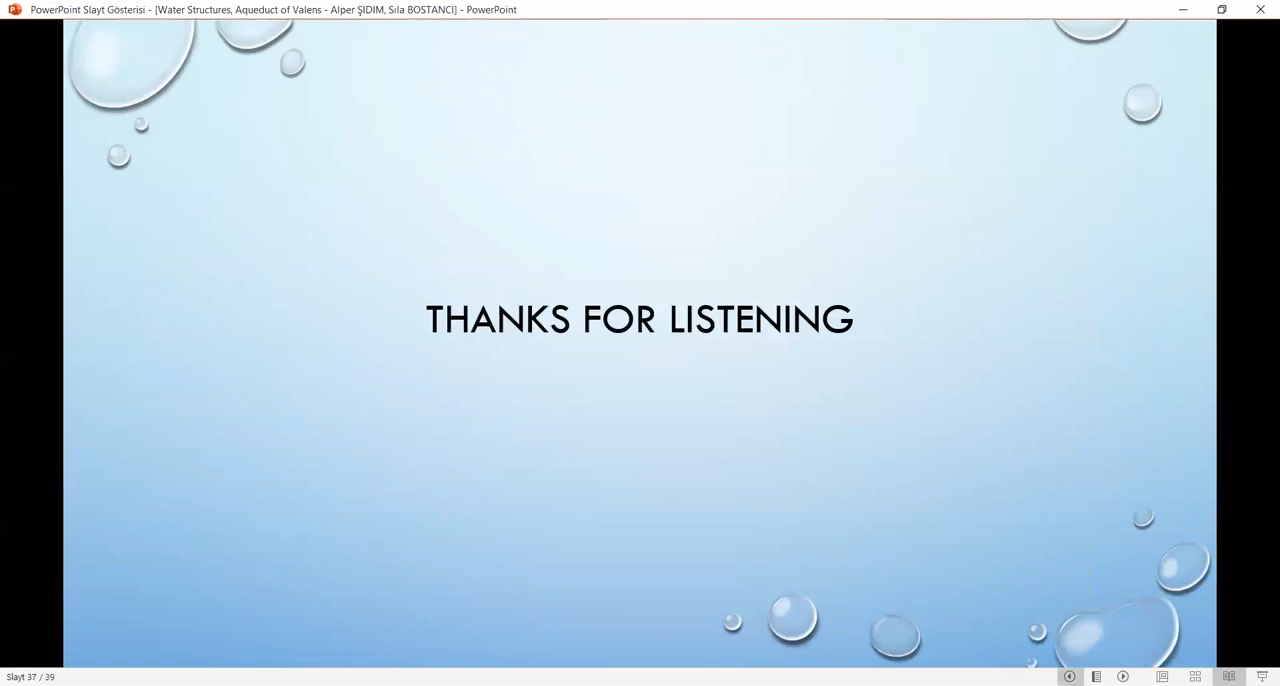 PowerPoint Slayt Gösterisi - [Water Structures, Aqueduct of Valens - Alper ŞIDIM, Sıla BOSTANCI] - PowerPoint
THANKS FOR LISTENING
Slayt 37 / 39